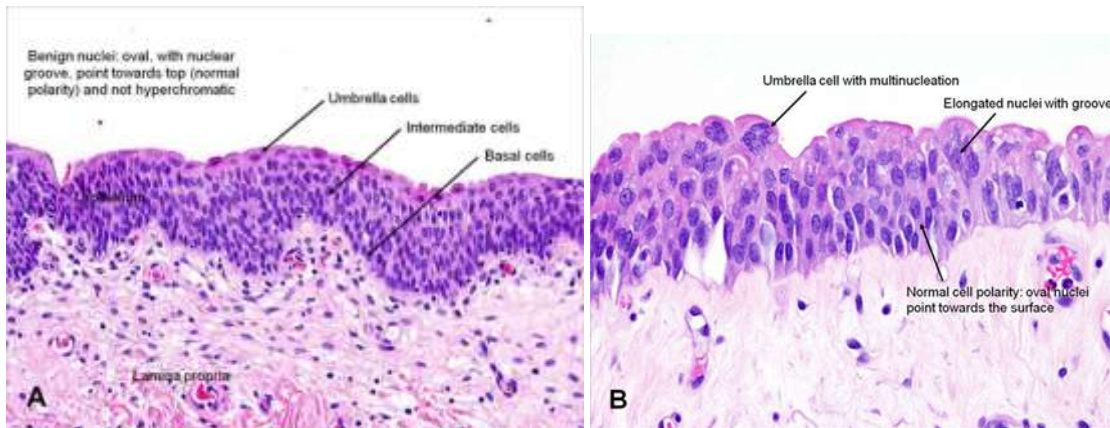 Benign nuclei: oval, with nuclear
groove, point towards top (normal
polarity) and not hyperchromatic
Umbrella cells
Intermediate cells
Basal cells
Urothelium
Lamina propria
A
Umbrella cell with multinucleation
Elongated nuclei with groove
Normal cell polarity: oval nuclei
point towards the surface
B